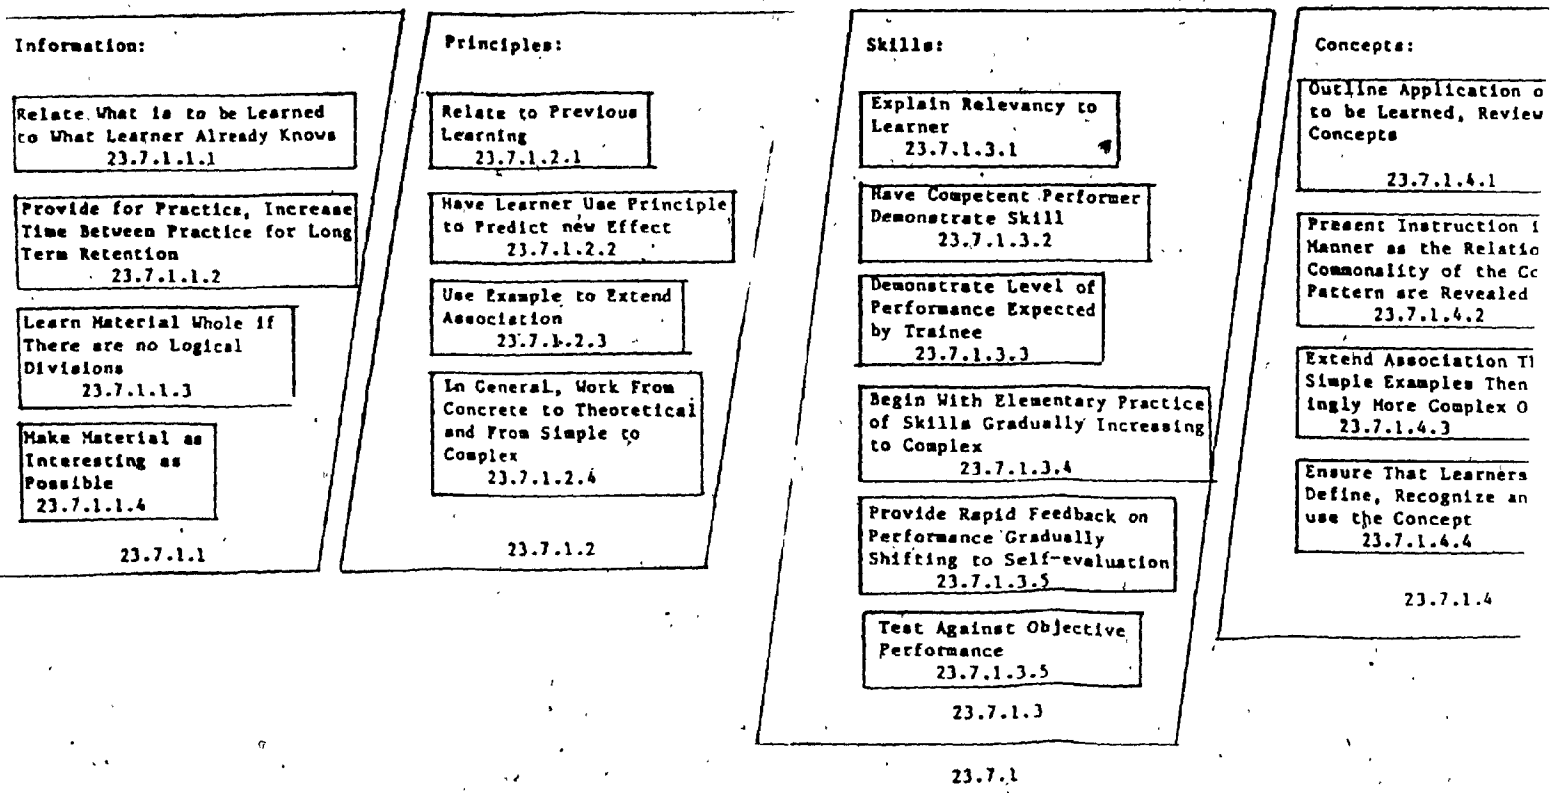 Information:
Relate What is to be Learned
to What Learner Already Knows
23.7.1.1.1
Provide for Practice, Increase
Time Between Practice for Long
Term Retention
23.7.1.1.2
Learn Material Whole if
There are no Logical
Divisions
23.7.1.1.3
Make Material as
Interesting as
Possible
23.7.1.1.4
23.7.1.1
Principles:
Relate to Previous
Learning
23.7.1.2.1
Have Learner Use Principle
to Predict new Effect
23.7.1.2.2
Use Example to Extend
Association
23.7.1.2.3
In General, Work From
Concrete to Theoretical
and From Simple to
Complex
23.7.1.2.4
23.7.1.2
Skills:
Explain Relevancy to
Learner
23.7.1.3.1
Have Competent Performer
Demonstrate Skill
23.7.1.3.2
Demonstrate Level of
Performance Expected
by Trainee
23.7.1.3.3
Begin With Elementary Practice
of Skills Gradually Increasing
to Complex
23.7.1.3.4
Provide Rapid Feedback on
Performance Gradually
Shifting to Self-evaluation
23.7.1.3.5
Test Against Objective
Performance
23.7.1.3.5
23.7.1.3
23.7.1
Concepts:
Outline Application o
to be Learned, Review
Concepts
23.7.1.4.1
Present Instruction i
Manner as the Relatio
Commonality of the Co
Pattern are Revealed
23.7.1.4.2
Extend Association Th
Simple Examples Then
ingly More Complex O
23.7.1.4.3
Ensure That Learners
Define, Recognize an
use the Concept
23.7.1.4.4
23.7.1.4